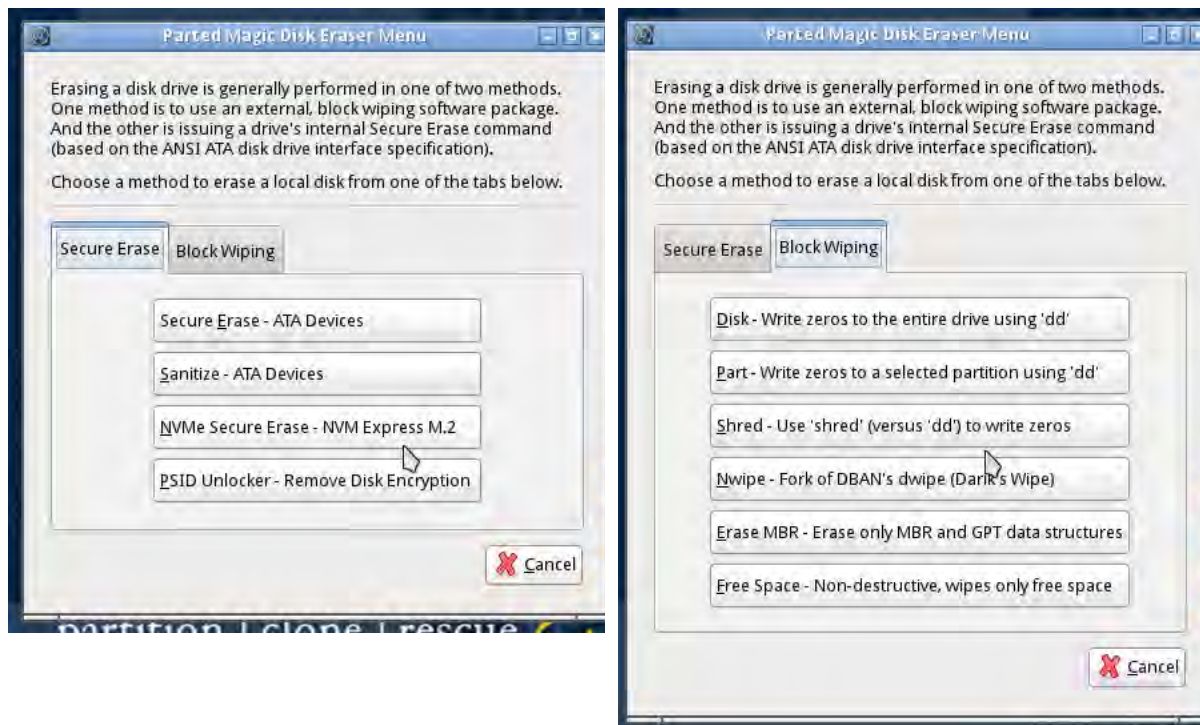 Parted Magic Disk Eraser Menu
Erasing a disk drive is generally performed in one of two methods.
One method is to use an external, block wiping software package.
And the other is issuing a drive's internal Secure Erase command
(based on the ANSI ATA disk drive interface specification).
Choose a method to erase a local disk from one of the tabs below.
Secure Erase
Block Wiping
Secure Erase - ATA Devices
Sanitize - ATA Devices
NVMe Secure Erase - NVM Express M.2
PSID Unlocker - Remove Disk Encryption
Cancel
partition | clone | rescue
Parted Magic Disk Eraser Menu
Erasing a disk drive is generally performed in one of two methods.
One method is to use an external, block wiping software package.
And the other is issuing a drive's internal Secure Erase command
(based on the ANSI ATA disk drive interface specification).
Choose a method to erase a local disk from one of the tabs below.
Secure Erase
Block Wiping
Disk - Write zeros to the entire drive using 'dd'
Part - Write zeros to a selected partition using 'dd'
Shred - Use 'shred' (versus 'dd') to write zeros
Nwipe - Fork of DBAN's dwipe (Darik's Wipe)
Erase MBR - Erase only MBR and GPT data structures
Free Space - Non-destructive, wipes only free space
Cancel